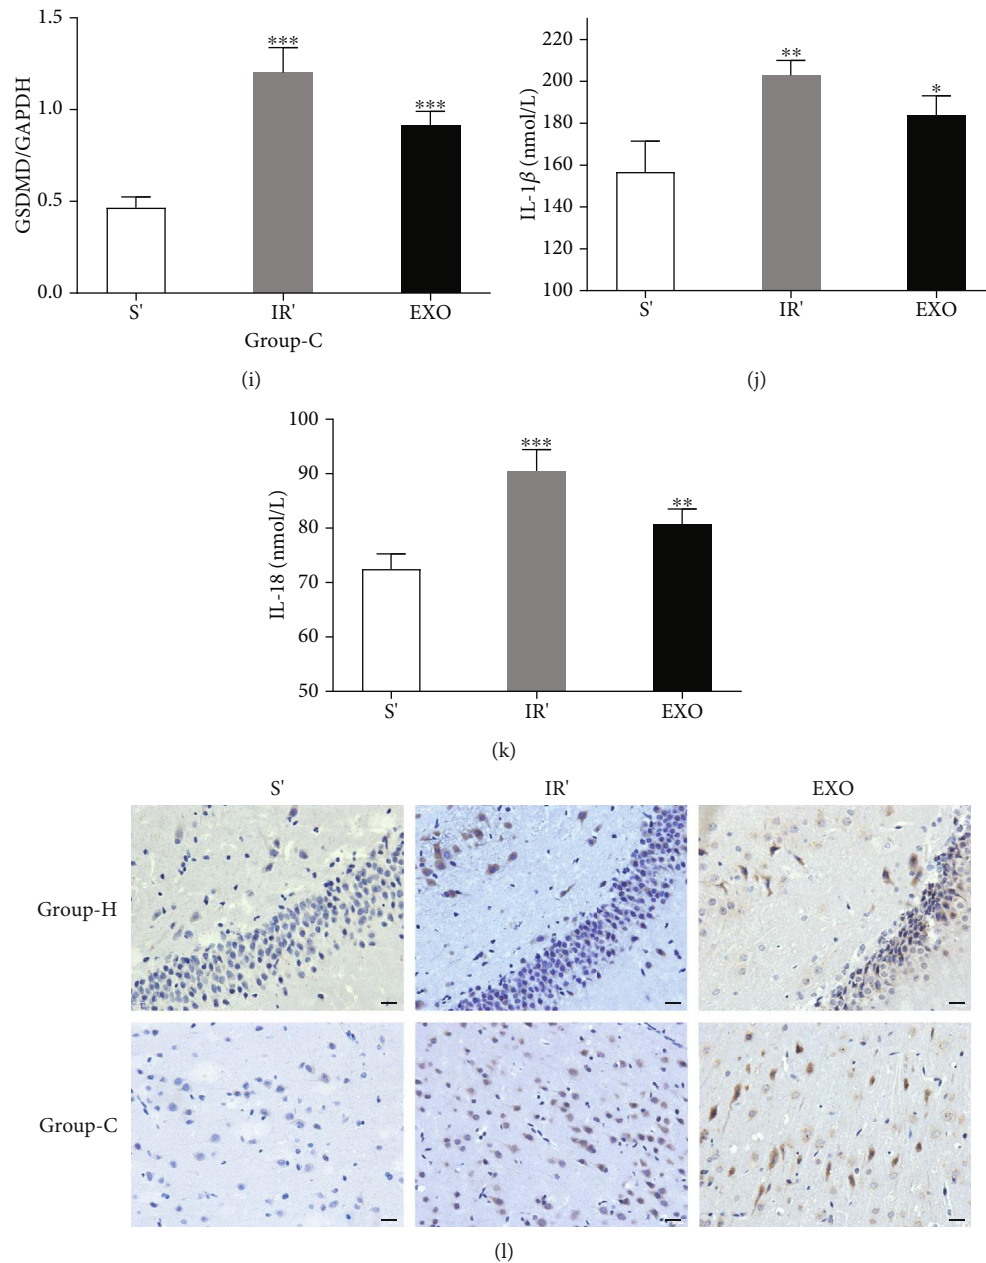 GSDMD/GAPDH
1.5
1.0
0.5
0.0
***
***
S' IR' EXO
Group-C
(i)
IL-1β (nmol/L)
220
200
180
160
140
120
100
**
*
S' IR' EXO
(j)
IL-18 (nmol/L)
100
90
80
70
60
50
***
**
S' IR' EXO
(k)
S' IR' EXO
Group-H
Group-C
(l)